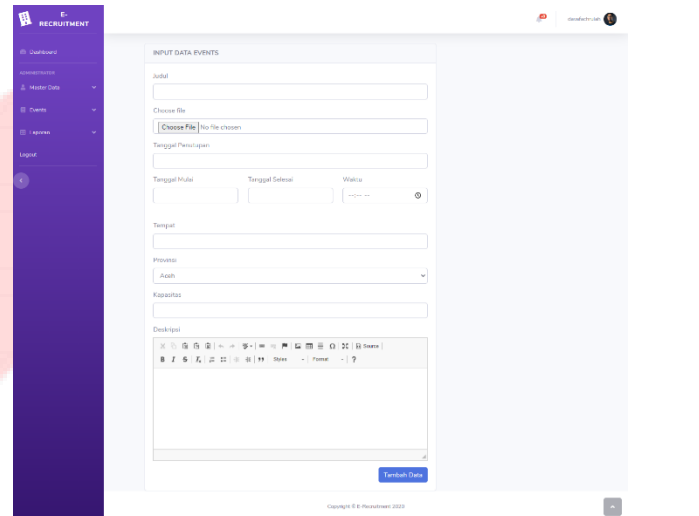 E-
RECRUITMENT
Dashboard
ADMINISTRATOR
Master Data
Events
Laporan
Logout
INPUT DATA EVENTS
Judul
Choose file
Choose File No file chosen
Tanggal Penutupan
Tanggal Mulai Tanggal Selesai Waktu
--:-- --
Tempat
Provinsi
Aceh
Kapasitas
Deskripsi
Source
B I S Tx Styles Format ?
Tambah Data
Copyright © E-Recruitment 2023